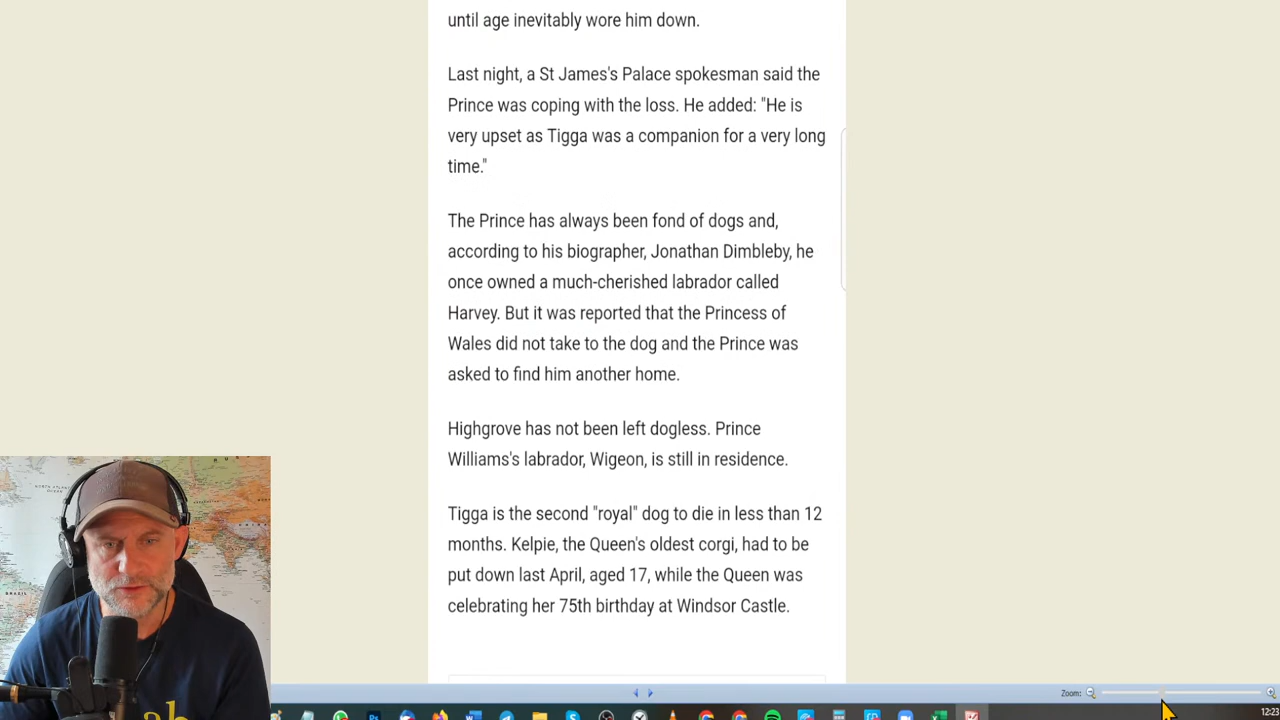 until age inevitably wore him down.
Last night, a St James's Palace spokesman said the
Prince was coping with the loss. He added: "He is
very upset as Tigga was a companion for a very long
time."
The Prince has always been fond of dogs and,
according to his biographer, Jonathan Dimbleby, he
once owned a much-cherished labrador called
Harvey. But it was reported that the Princess of
Wales did not take to the dog and the Prince was
asked to find him another home.
Highgrove has not been left dogless. Prince
Williams's labrador, Wigeon, is still in residence.
Tigga is the second "royal" dog to die in less than 12
months. Kelpie, the Queen's oldest corgi, had to be
put down last April, aged 17, while the Queen was
celebrating her 75th birthday at Windsor Castle.
Zoom:
12:23